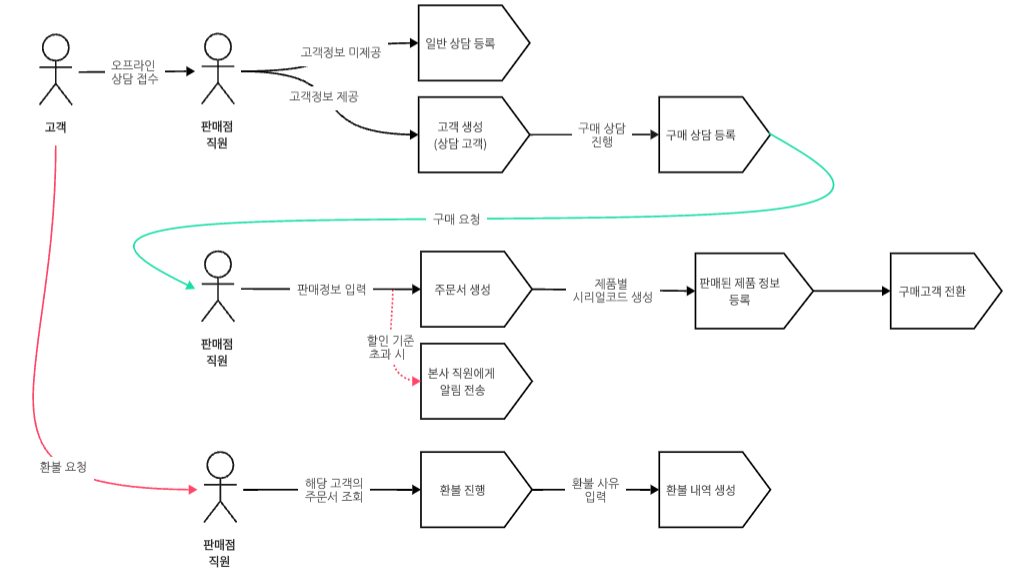 고객
오프라인
상담 접수
판매점
직원
고객정보 미제공
일반 상담 등록
고객정보 제공
고객 생성
(상담 고객)
구매 상담
진행
구매 상담 등록
구매 요청
판매점
직원
판매정보 입력
주문서 생성
제품별
시리얼코드 생성
판매된 제품 정보
등록
구매고객 전환
할인 기준
초과 시
본사 직원에게
알림 전송
환불 요청
판매점
직원
해당 고객의
주문서 조회
환불 진행
환불 사유
입력
환불 내역 생성